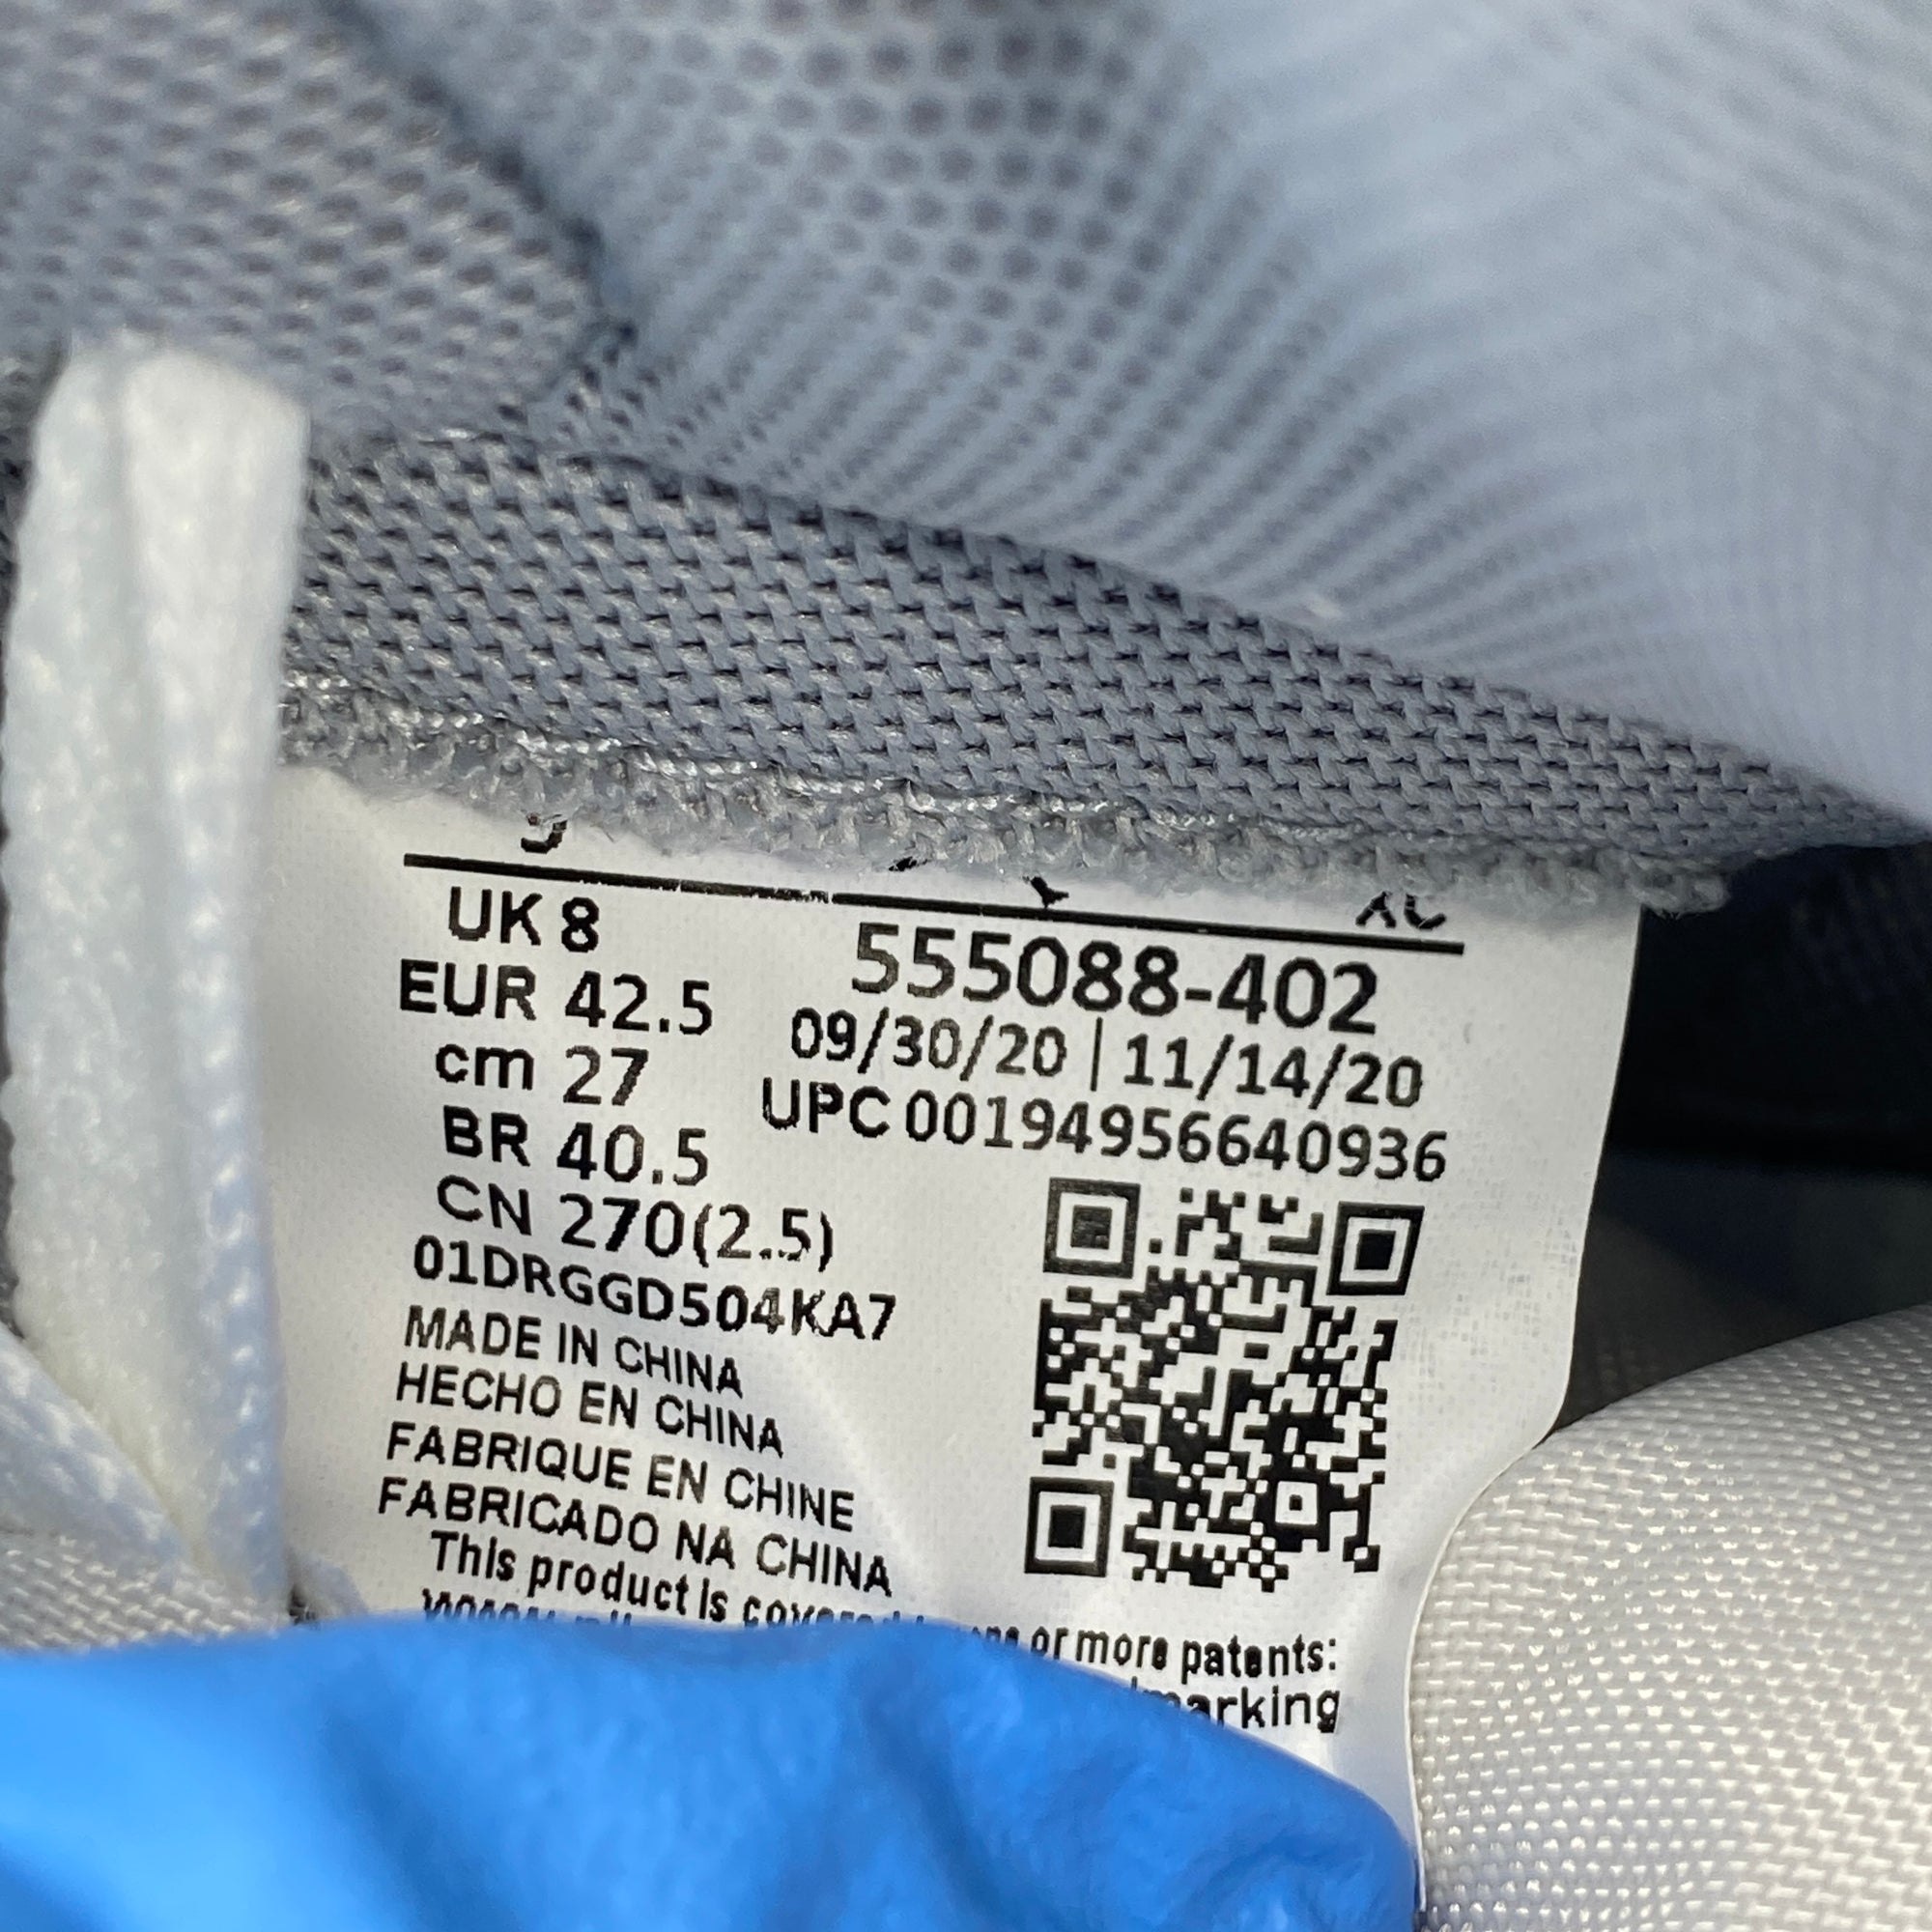 UK 8
EUR 42.5
cm 27
BR 40.5
CN 270(2.5)
01DRGGD504KA7
MADE IN CHINA
HECHO EN CHINA
FABRIQUE EN CHINE
FABRICADO NA CHINA
555088-402
09/30/20 | 11/14/20
UPC 00194956640936
This product is or more patents: